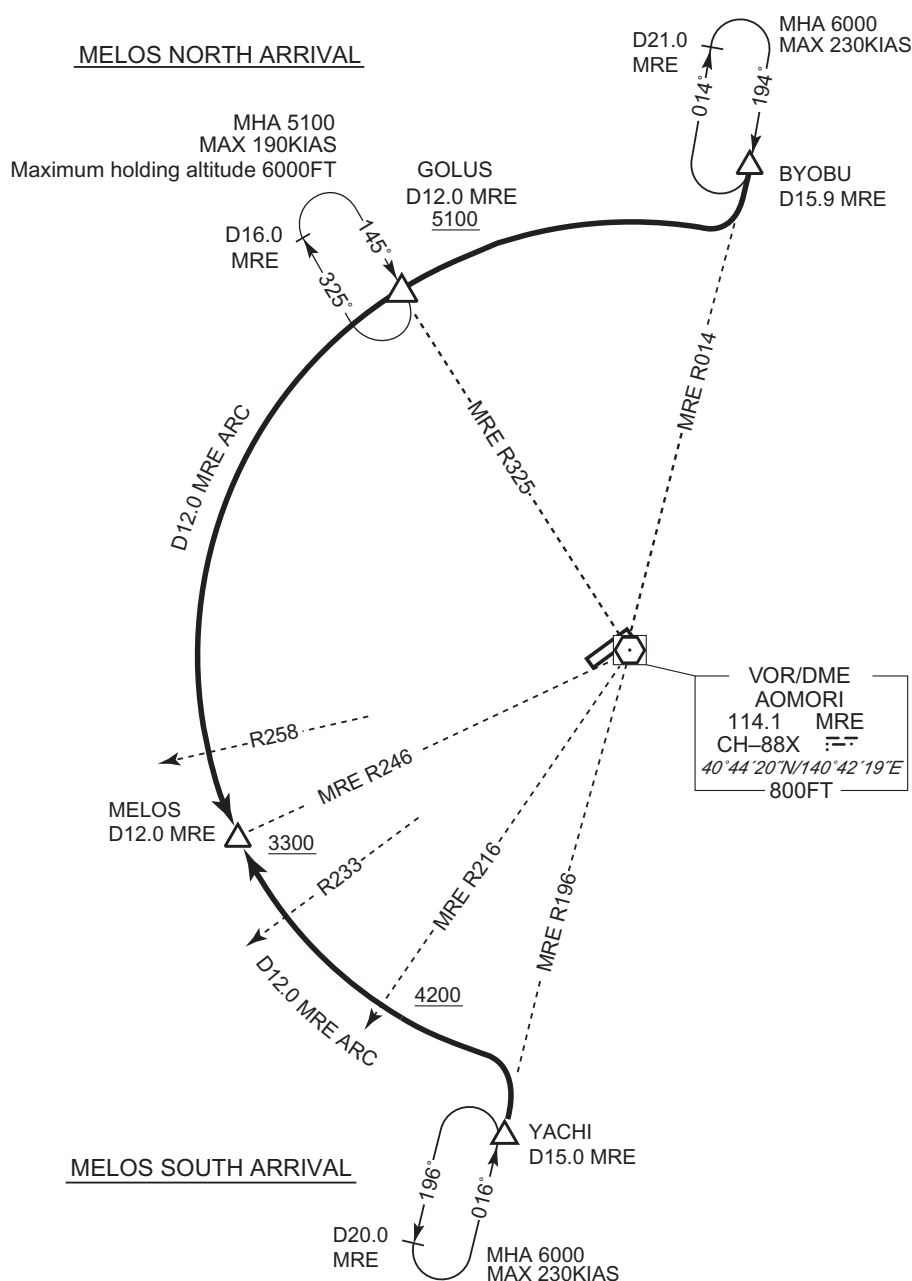 MELOS NORTH ARRIVAL
D21.0
MRE
MHA 6000
MAX 230KIAS
014°
194°
BYOBU
D15.9 MRE
MHA 5100
MAX 190KIAS
Maximum holding altitude 6000FT
GOLUS
D12.0 MRE
5100
D16.0
MRE
145°
325°
MRE R014
MRE R325
D12.0 MRE ARC
VOR/DME
AOMORI
114.1 MRE
CH–88X
40°44´20˝N/140°42´19˝E
800FT
R258
MRE R246
MELOS
D12.0 MRE
3300
R233
MRE R216
MRE R196
D12.0 MRE ARC
4200
YACHI
D15.0 MRE
MELOS SOUTH ARRIVAL
196°
016°
D20.0
MRE
MHA 6000
MAX 230KIAS